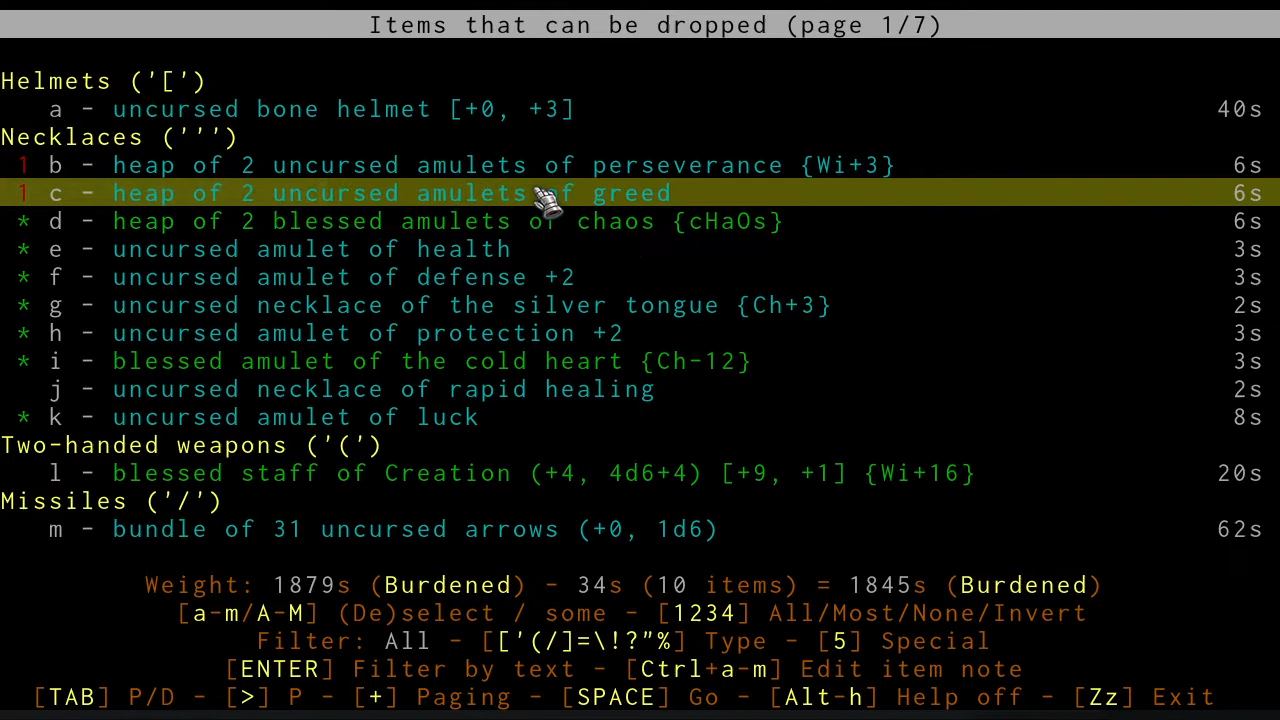 Items that can be dropped (page 1/7)
Helmets ('[')
a - uncursed bone helmet [+0, +3] 40s
Necklaces (''')
1 b - heap of 2 uncursed amulets of perseverance {Wi+3} 6s
1 c - heap of 2 uncursed amulets of greed 6s
* d - heap of 2 blessed amulets of chaos {cHaOs} 6s
* e - uncursed amulet of health 3s
* f - uncursed amulet of defense +2 3s
* g - uncursed necklace of the silver tongue {Ch+3} 2s
* h - uncursed amulet of protection +2 3s
* i - blessed amulet of the cold heart {Ch-12} 3s
j - uncursed necklace of rapid healing 2s
* k - uncursed amulet of luck 8s
Two-handed weapons ('(')
l - blessed staff of Creation (+4, 4d6+4) [+9, +1] {Wi+16} 20s
Missiles ('/')
m - bundle of 31 uncursed arrows (+0, 1d6) 62s
Weight: 1879s (Burdened) - 34s (10 items) = 1845s (Burdened)
[a-m/A-M] (De)select / some - [1234] All/Most/None/Invert
Filter: All - [['(/]=\!?"%] Type - [5] Special
[ENTER] Filter by text - [Ctrl+a-m] Edit item note
[TAB] P/D - [>] P - [+] Paging - [SPACE] Go - [Alt-h] Help off - [Zz] Exit